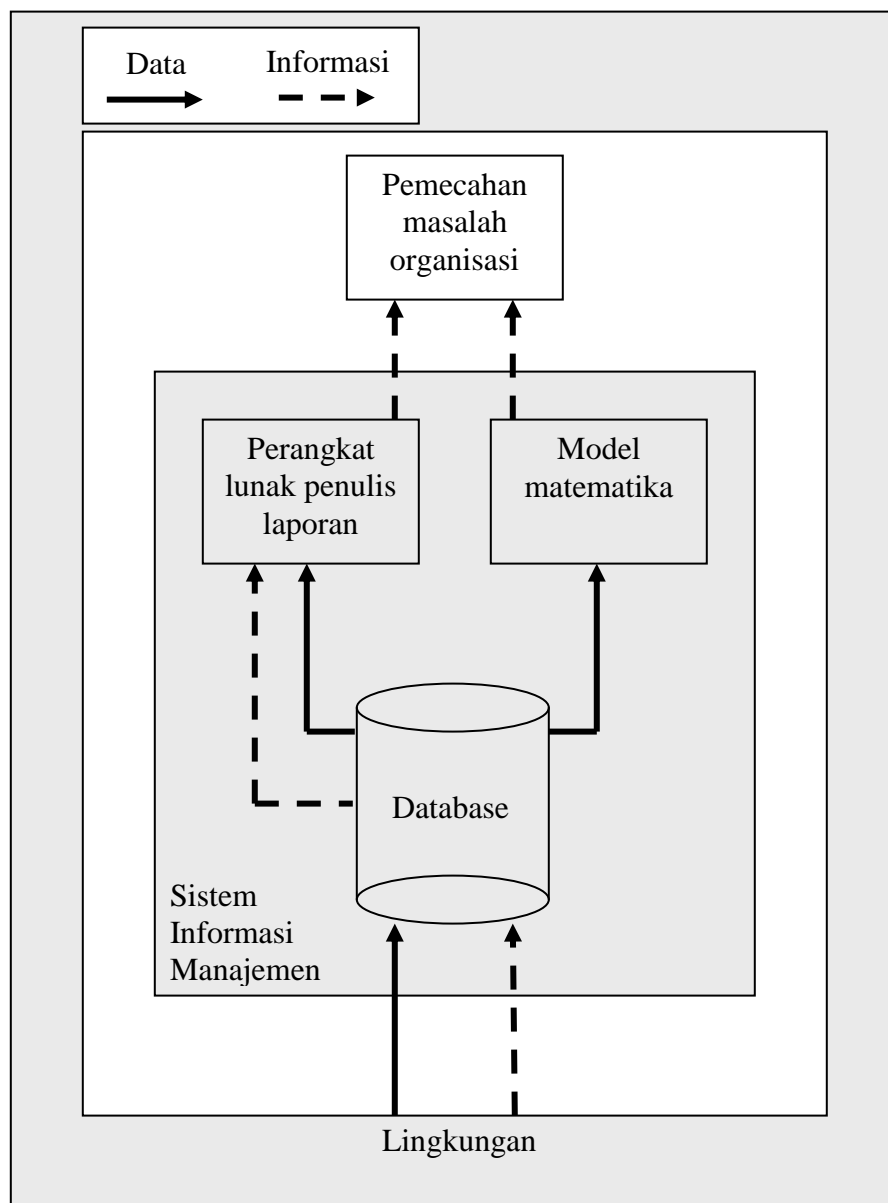 Data
Informasi
Pemecahan
masalah
organisasi
Perangkat
lunak penulis
laporan
Model
matematika
Database
Sistem
Informasi
Manajemen
Lingkungan